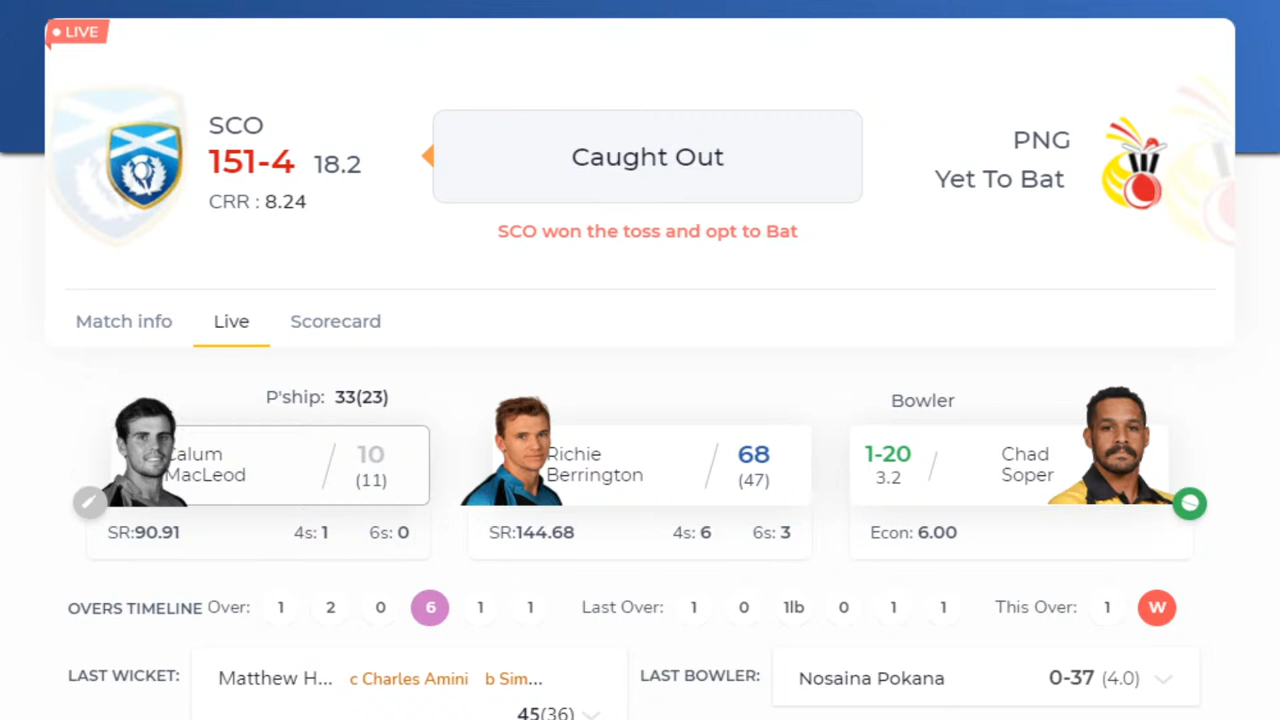 LIVE
SCO
151-4 18.2
CRR : 8.24
Caught Out
SCO won the toss and opt to Bat
PNG
Yet To Bat
Match info Live Scorecard
P'ship: 33(23)
Calum
MacLeod
10
(11)
SR:90.91 4s: 1 6s: 0
Richie
Berrington
68
(47)
SR:144.68 4s: 6 6s: 3
Bowler
1-20
3.2
Chad
Soper
Econ: 6.00
OVERS TIMELINE Over: 1 2 0 6 1 1 Last Over: 1 0 1lb 0 1 1 This Over: 1 W
LAST WICKET: Matthew H... c Charles Amini b Sim...
45(36)
LAST BOWLER: Nosaina Pokana 0-37 (4.0)